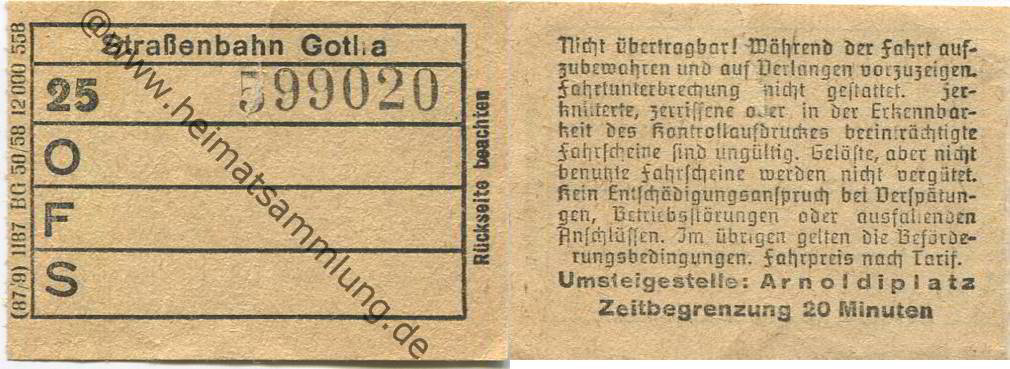 Straßenbahn Gotha
25 599020
O
F
S
(87/9) 1187. BG 50/58 12 000 558
Rückseite beachten
@www.heimatsammlung.de
Nicht übertragbar! Während der Fahrt auf-
zubewahren und auf Verlangen vorzuzeigen.
Fahrtunterbrechung nicht gestattet. Zer-
knitterte, zerrissene oder in der Erkennbar-
keit des Kontrollaufdruckes beeinträchtigte
Fahrscheine sind ungültig. Gelöste, aber nicht
benutzte Fahrscheine werden nicht vergütet.
Kein Entschädigungsanspruch bei Verspätun-
gen, Betriebsstörungen oder ausfallenden
Anschlüssen. Im übrigen gelten die Beförde-
rungsbedingungen. Fahrpreis nach Tarif.
Umsteigestelle: Arnoldiplatz
Zeitbegrenzung 20 Minuten